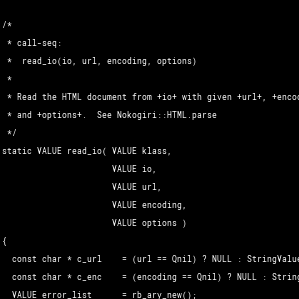 /*
 * call-seq:
 *  read_io(io, url, encoding, options)
 *
 * Read the HTML document from +io+ with given +url+, +enco
 * and +options+.  See Nokogiri::HTML.parse
 */
static VALUE read_io( VALUE klass,
                      VALUE io,
                      VALUE url,
                      VALUE encoding,
                      VALUE options )
{
  const char * c_url    = (url == Qnil) ? NULL : StringValue
  const char * c_enc    = (encoding == Qnil) ? NULL : String
  VALUE error_list      = rb_ary_new();